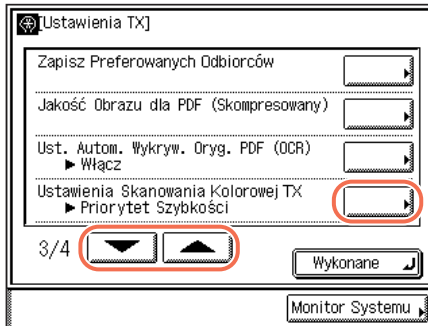 [Ustawienia TX]
Zapisz Preferowanych Odbiorców
Jakość Obrazu dla PDF (Skompresowany)
Ust. Autom. Wykryw. Oryg. PDF (OCR)
▶ Włącz
Ustawienia Skanowania Kolorowej TX
▶ Priorytet Szybkości
3/4
Wykonane
Monitor Systemu